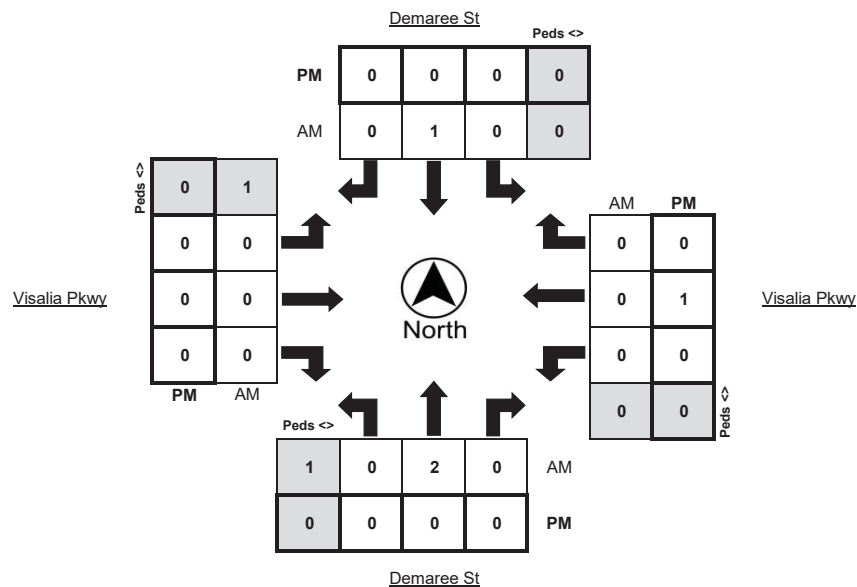 Demaree St
Peds <>
PM 0 0 0 0
AM 0 1 0 0
Peds <> 0 1
AM PM
0 0
0 0
0 0
0 1
Visalia Pkwy
Visalia Pkwy
North
0 0
0 0
PM AM
0 0
Peds <>
Peds <>
1 0 2 0 AM
0 0 0 0 PM
Demaree St